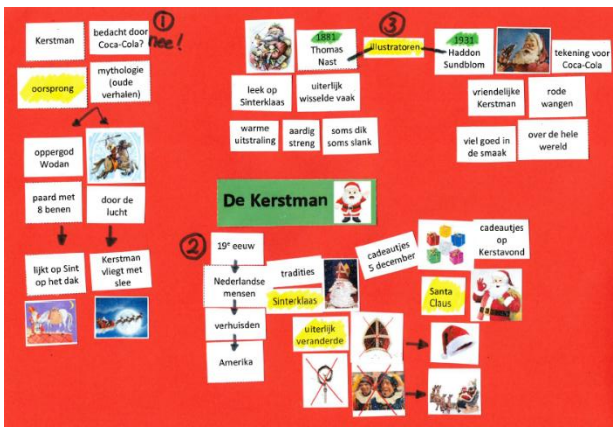 Kerstman
bedacht door
Coca-Cola?
①
nee!
oorsprong
mythologie
(oude
verhalen)
oppergod
Wodan
paard met
8 benen
door de
lucht
lijkt op Sint
op het dak
Kerstman
vliegt met
slee
De Kerstman
②
19e eeuw
Nederlandse
mensen
verhuisden
Amerika
tradities
Sinterklaas
cadeautjes
5 december
cadeautjes
op
Kerstavond
Santa
Claus
uiterlijk
veranderde
③
1881
Thomas
Nast
illustratoren
1931
Haddon
Sundblom
tekening voor
Coca-Cola
leek op
Sinterklaas
uiterlijk
wisselde vaak
warme
uitstraling
aardig
streng
soms dik
soms slank
vriendelijke
Kerstman
rode
wangen
viel goed in
de smaak
over de hele
wereld